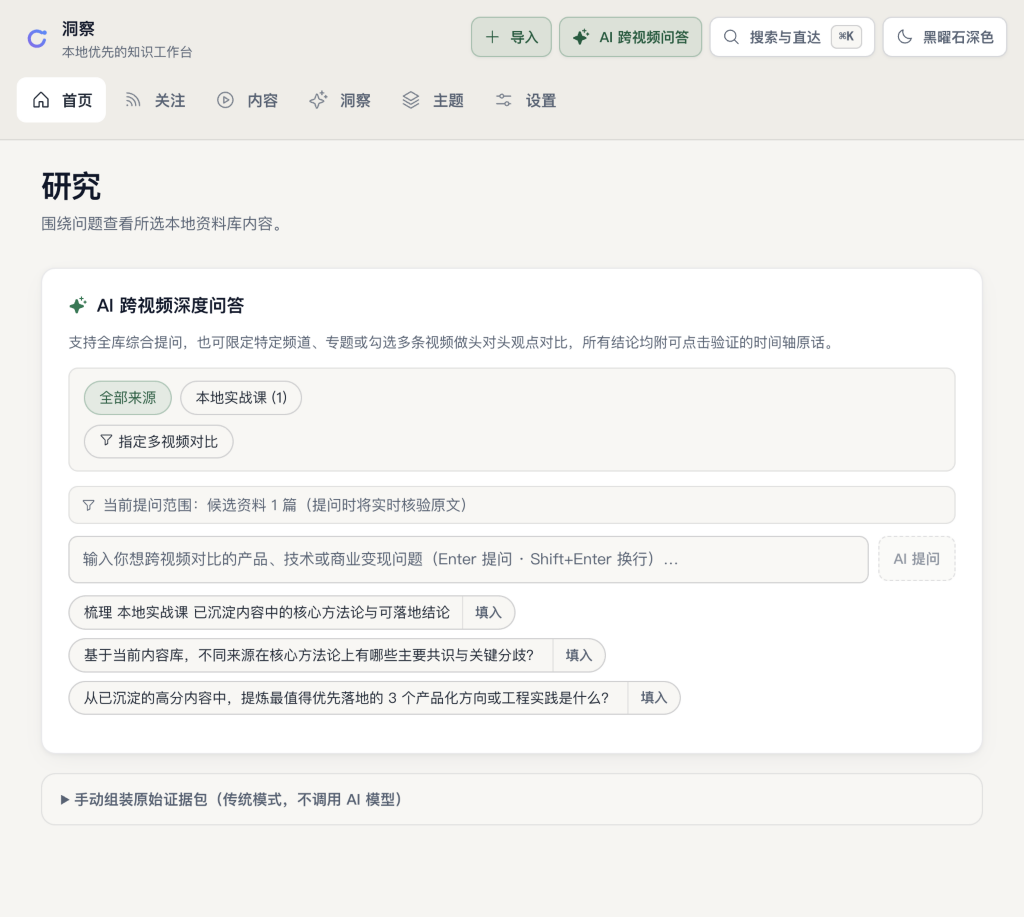 洞察
本地优先的知识工作台
导入
AI 跨视频问答
搜索与直达
⌘K
黑曜石深色
首页
关注
内容
洞察
主题
设置
研究
围绕问题查看所选本地资料库内容。
AI 跨视频深度问答
支持全库综合提问，也可限定特定频道、专题或勾选多条视频做头对头观点对比，所有结论均附可点击验证的时间轴原话。
全部来源
本地实战课 (1)
指定多视频对比
当前提问范围：候选资料 1 篇（提问时将实时核验原文）
输入你想跨视频对比的产品、技术或商业变现问题（Enter 提问 · Shift+Enter 换行）...
AI 提问
梳理 本地实战课 已沉淀内容中的核心方法论与可落地结论
填入
基于当前内容库，不同来源在核心方法论上有哪些主要共识与关键分歧？
填入
从已沉淀的高分内容中，提炼最值得优先落地的 3 个产品化方向或工程实践是什么？
填入
▶ 手动组装原始证据包（传统模式，不调用 AI 模型）